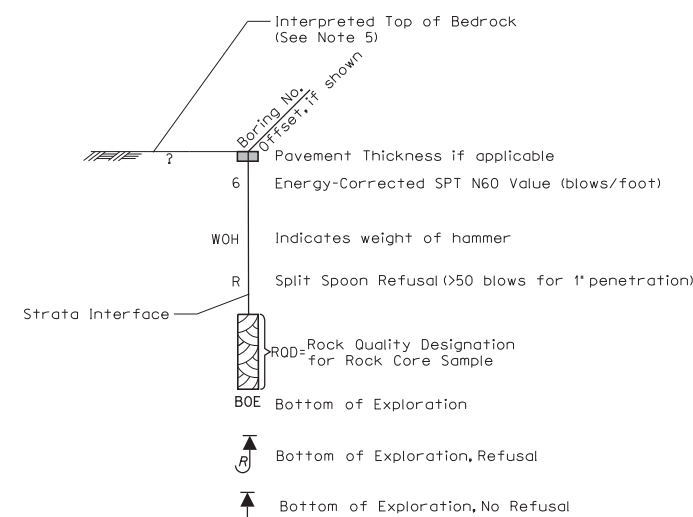 Interpreted Top of Bedrock
(See Note 5)
Boring No.
Offset, if shown
?
Pavement Thickness if applicable
6 Energy-Corrected SPT N60 Value (blows/foot)
WOH Indicates weight of hammer
R Split Spoon Refusal (>50 blows for 1" penetration)
Strata Interface
RQD= Rock Quality Designation
for Rock Core Sample
BOE Bottom of Exploration
R Bottom of Exploration, Refusal
Bottom of Exploration, No Refusal